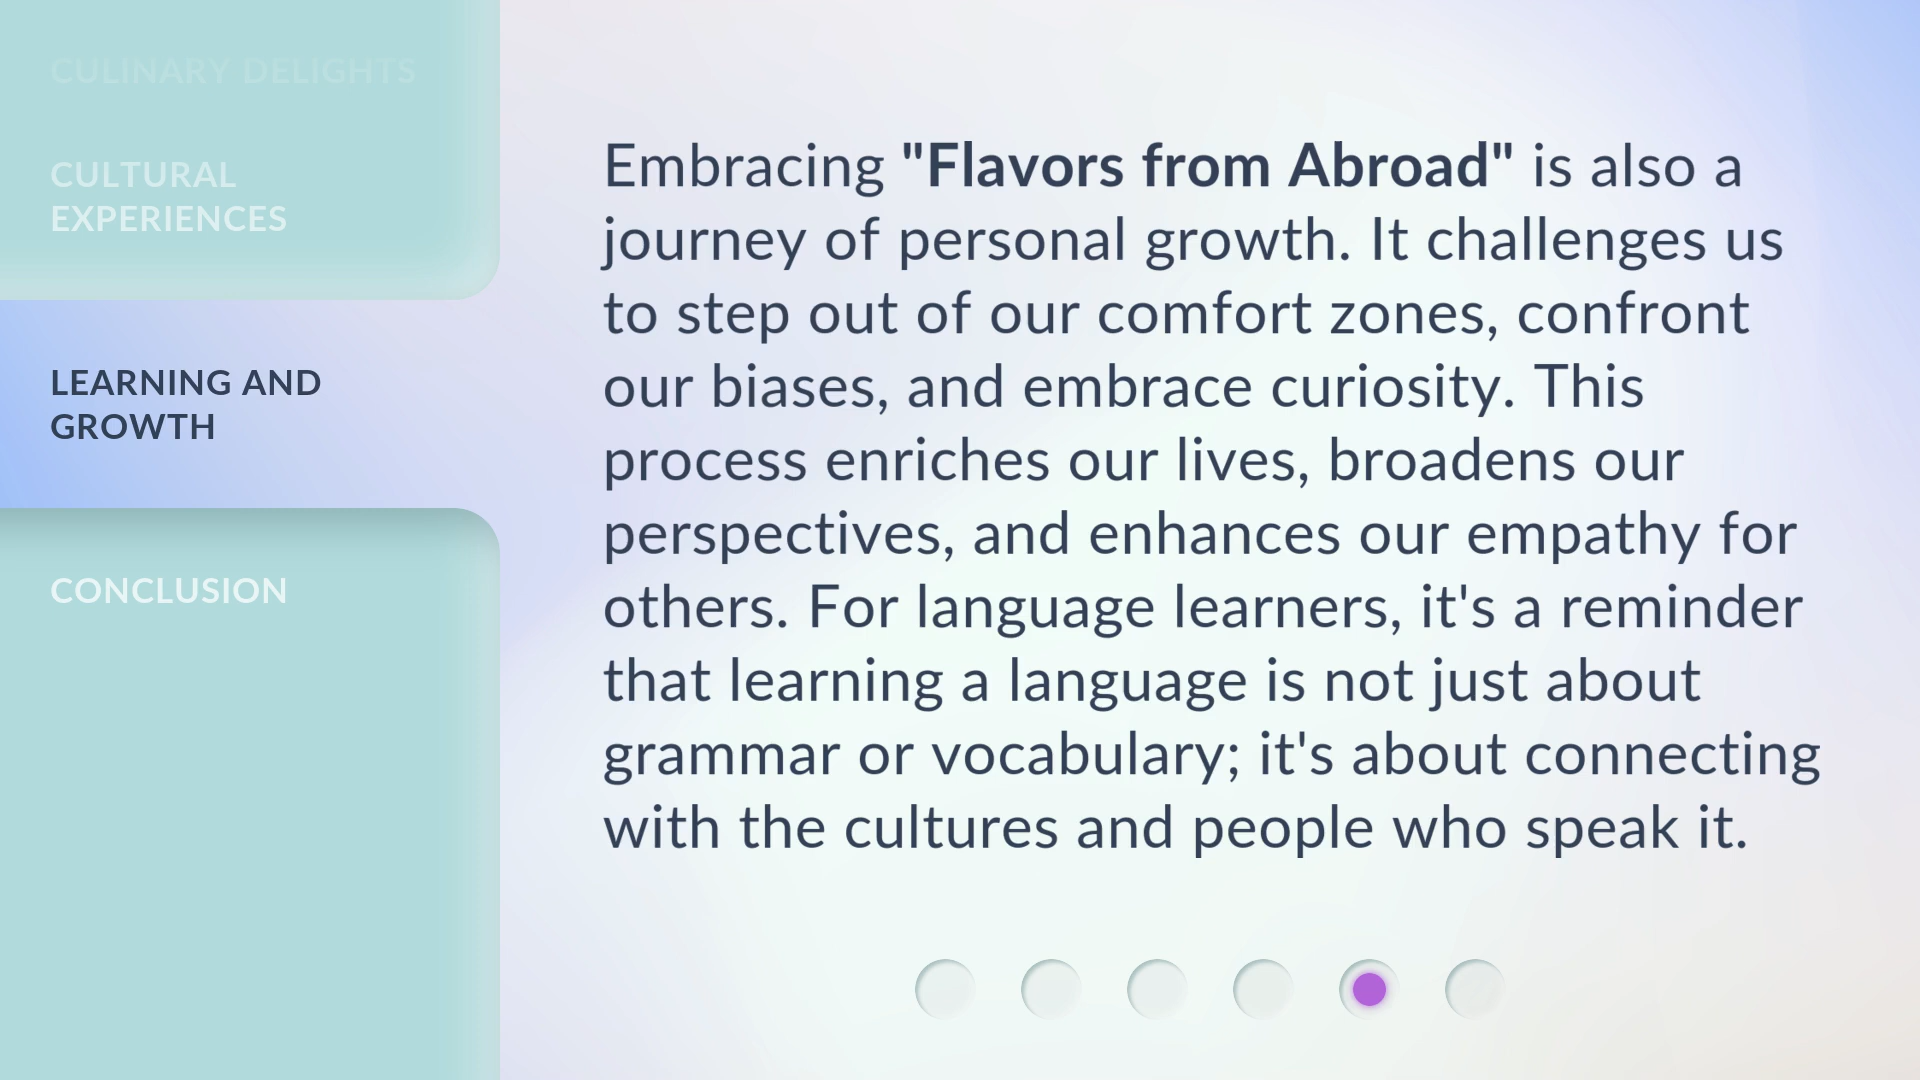 CULINARY DELIGHTS
CULTURAL
EXPERIENCES
LEARNING AND
GROWTH
CONCLUSION
Embracing "Flavors from Abroad" is also a
journey of personal growth. It challenges us
to step out of our comfort zones, confront
our biases, and embrace curiosity. This
process enriches our lives, broadens our
perspectives, and enhances our empathy for
others. For language learners, it's a reminder
that learning a language is not just about
grammar or vocabulary; it's about connecting
with the cultures and people who speak it.